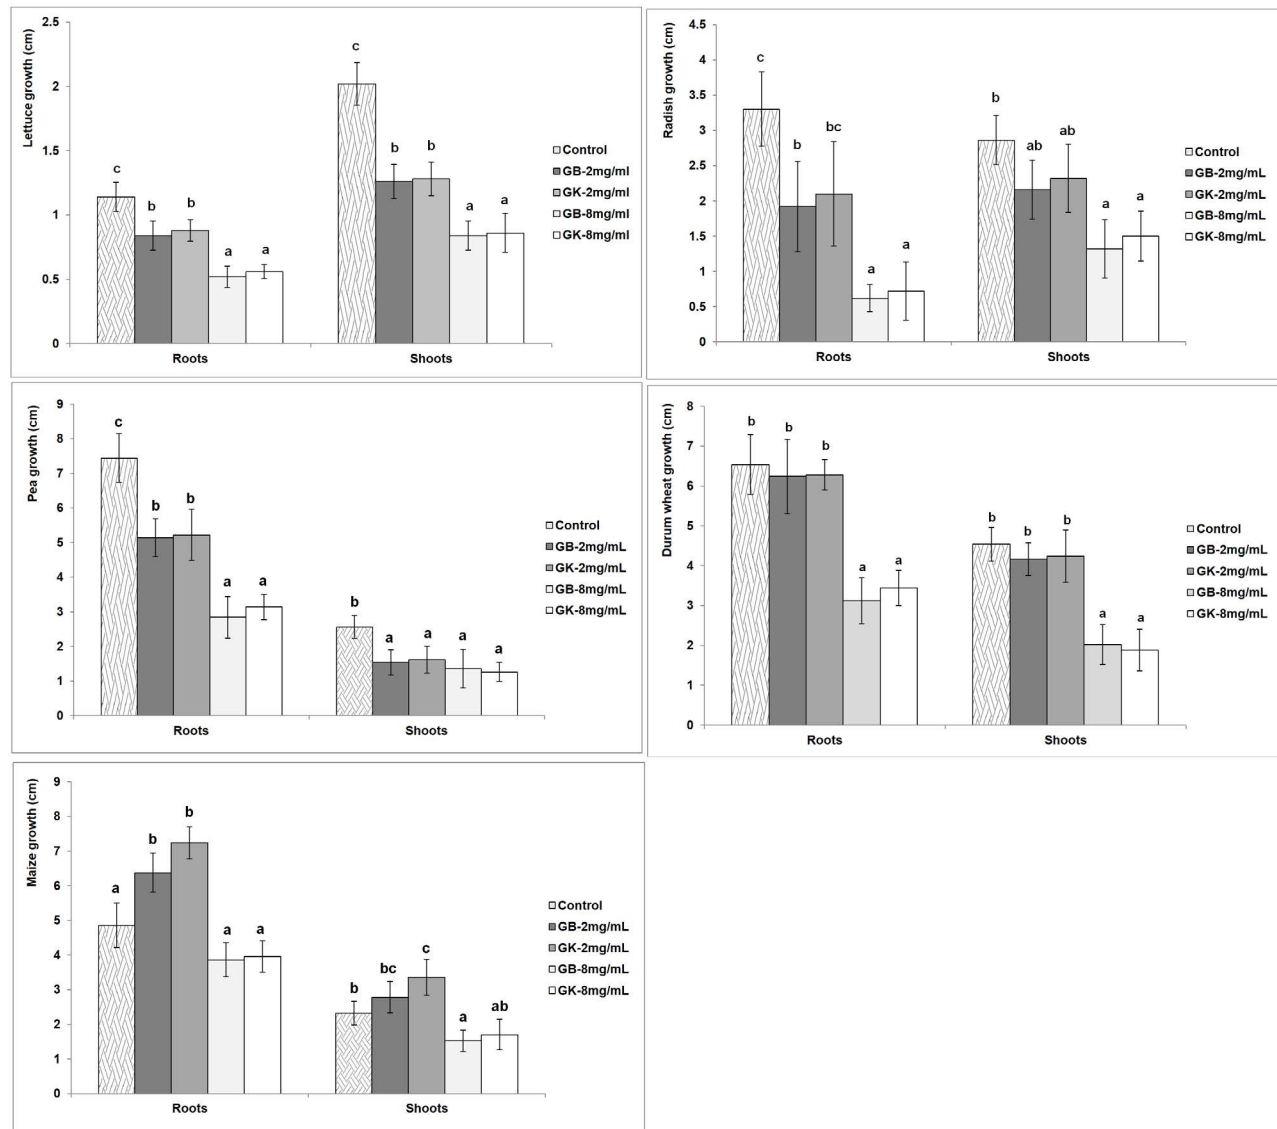 Lettuce growth (cm)
2.5
2
1.5
1
0.5
0
c
b
b
a
a
c
b
b
a
a
Roots
Shoots
Control
GB-2mg/ml
GK-2mg/ml
GB-8mg/ml
GK-8mg/ml
Radish growth (cm)
4.5
4
3.5
3
2.5
2
1.5
1
0.5
0
c
b
bc
a
a
b
ab
ab
a
a
Roots
Shoots
Control
GB-2mg/mL
GK-2mg/mL
GB-8mg/mL
GK-8mg/mL
Pea growth (cm)
9
8
7
6
5
4
3
2
1
0
c
b
b
a
a
b
a
a
a
a
Roots
Shoots
Control
GB-2mg/mL
GK-2mg/mL
GB-8mg/mL
GK-8mg/mL
Durum wheat growth (cm)
8
7
6
5
4
3
2
1
0
b
b
b
a
a
b
b
b
a
a
Roots
Shoots
Control
GB-2mg/mL
GK-2mg/mL
GB-8mg/mL
GK-8mg/mL
Maize growth (cm)
9
8
7
6
5
4
3
2
1
0
a
b
b
a
a
b
bc
c
a
ab
Roots
Shoots
Control
GB-2mg/mL
GK-2mg/mL
GB-8mg/mL
GK-8mg/mL